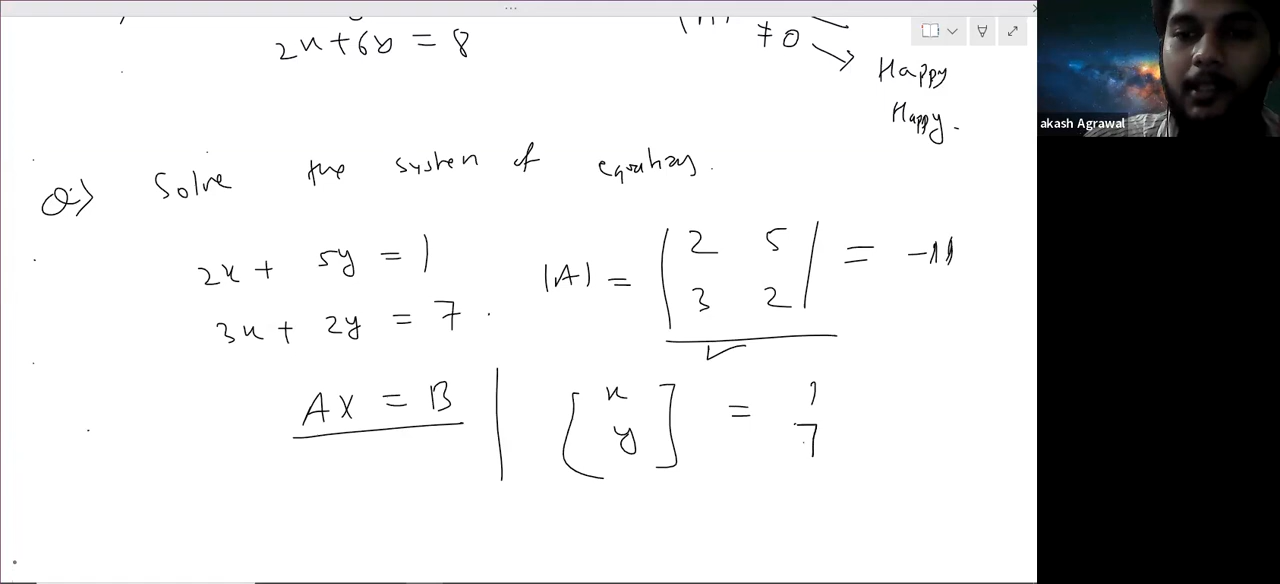 2x + 6y = 8
≠ 0
Happy
Happy.
akash Agrawal
Q:) Solve the system of equations.
2x + 5y = 1
3x + 2y = 7.
|A| = | 2 5 | = -11
| 3 2 |
AX = B
[ x ] = 1
[ y ] 7